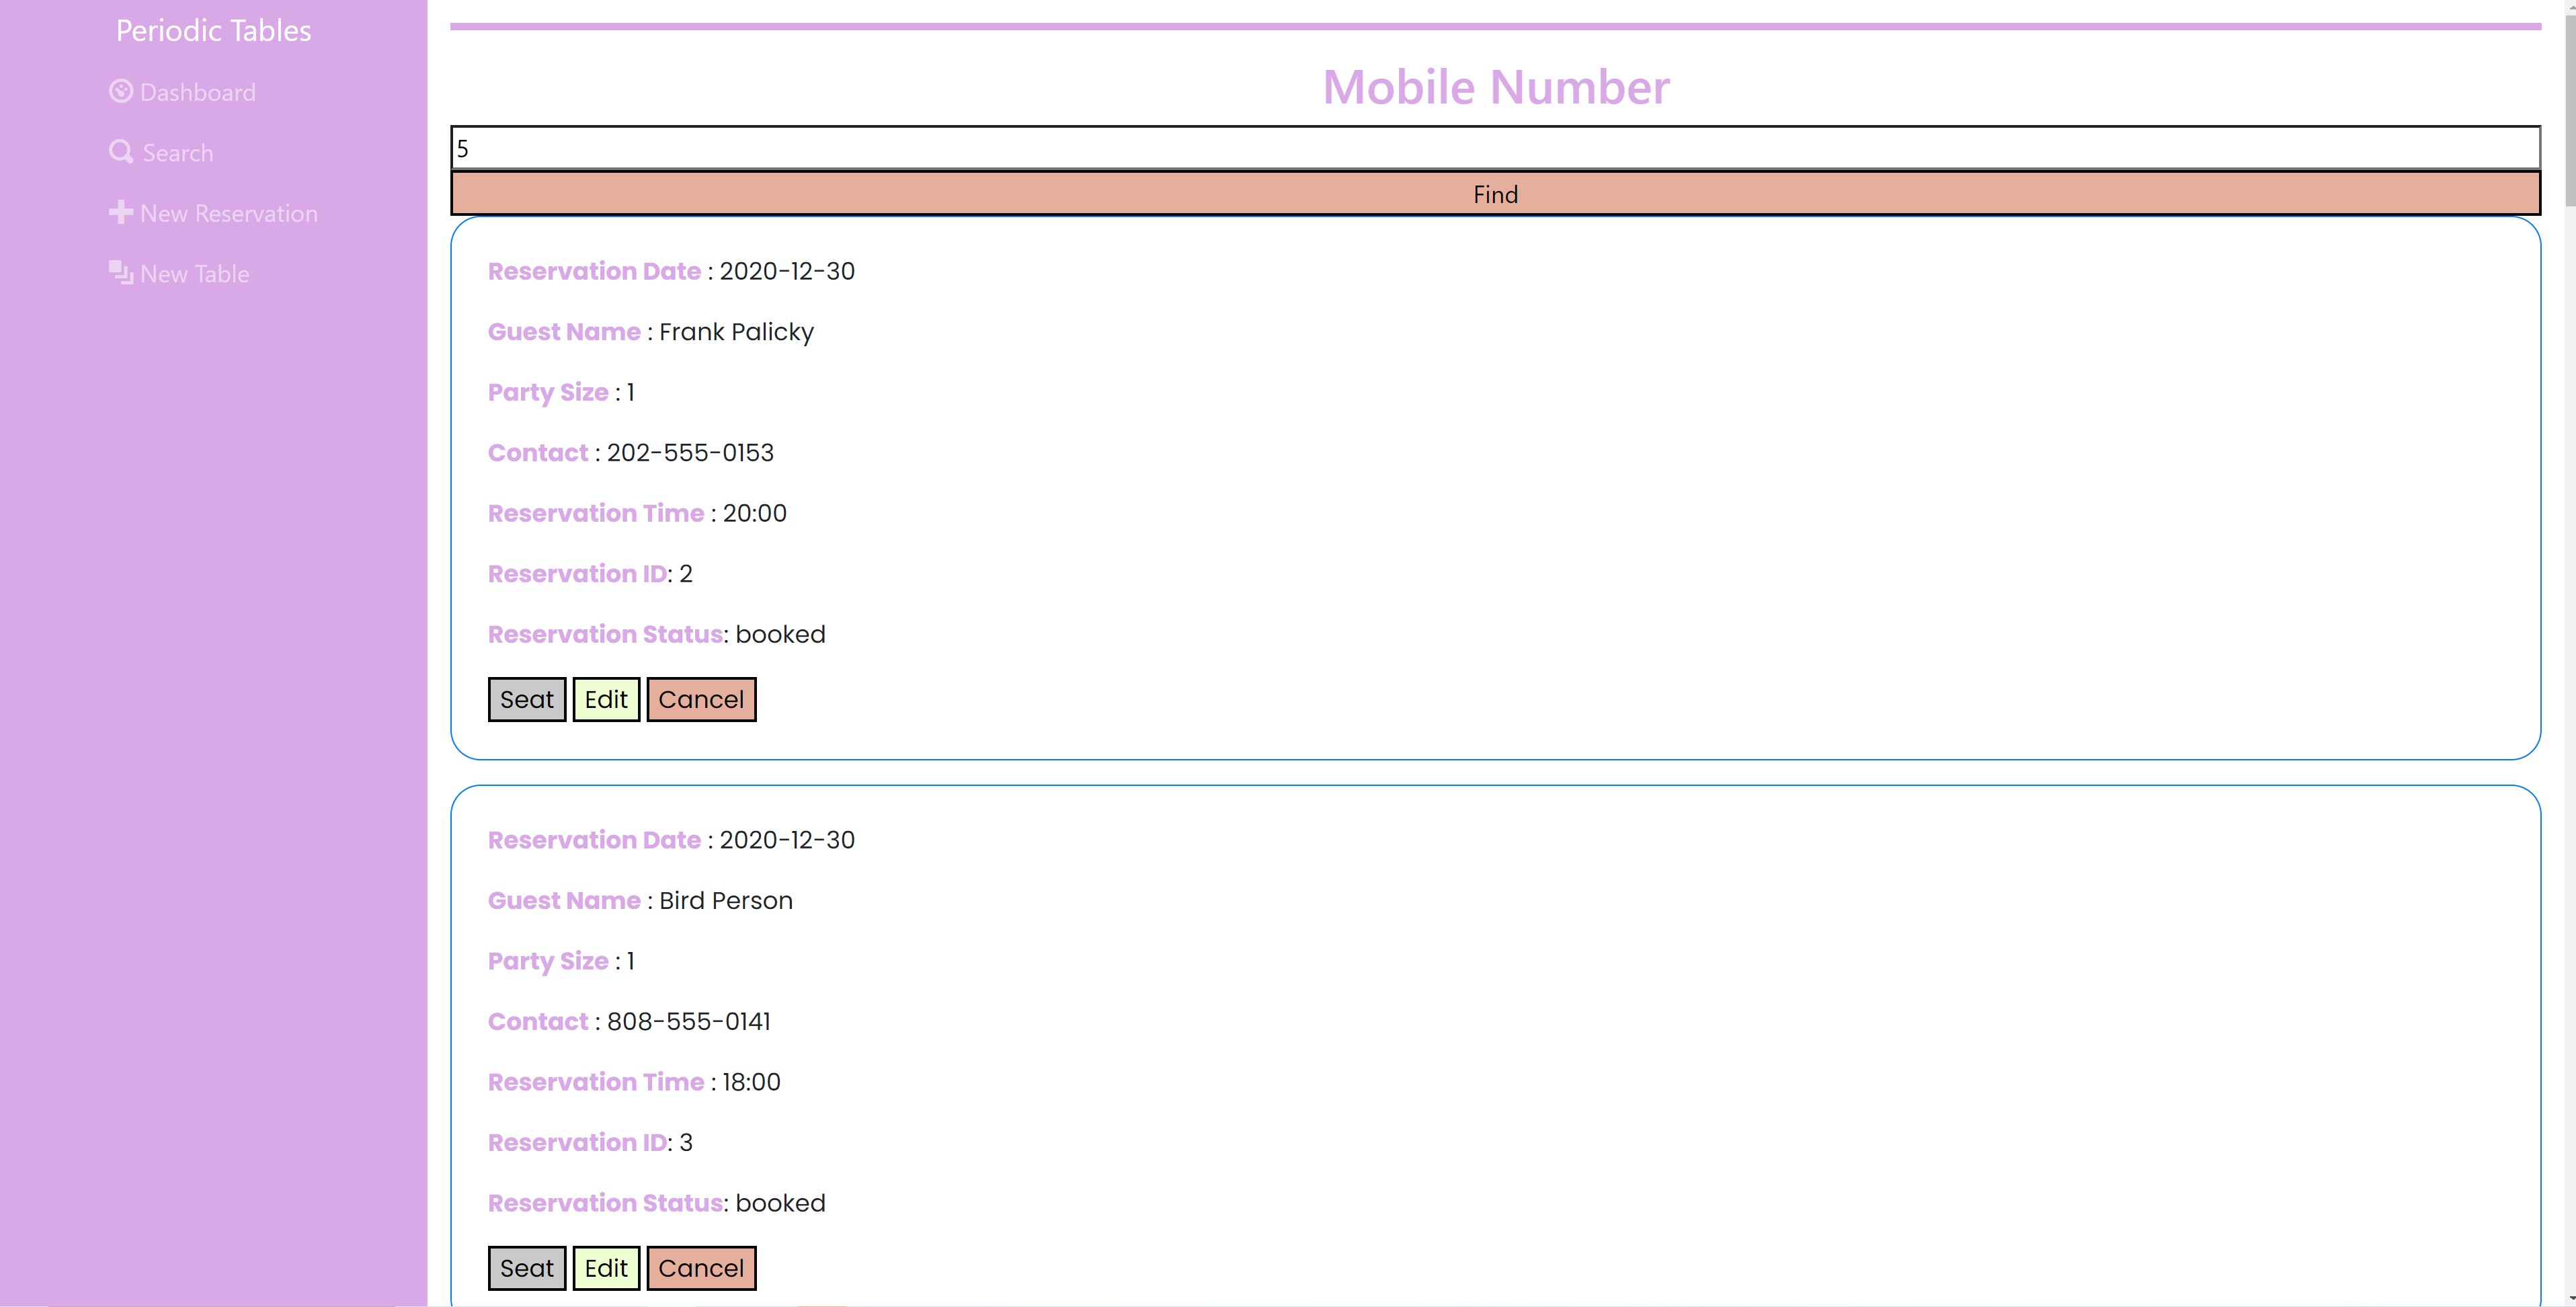 Periodic Tables
Dashboard
Search
New Reservation
New Table
Mobile Number
5
Find
Reservation Date : 2020-12-30
Guest Name : Frank Palicky
Party Size : 1
Contact : 202-555-0153
Reservation Time : 20:00
Reservation ID: 2
Reservation Status: booked
Seat Edit Cancel
Reservation Date : 2020-12-30
Guest Name : Bird Person
Party Size : 1
Contact : 808-555-0141
Reservation Time : 18:00
Reservation ID: 3
Reservation Status: booked
Seat Edit Cancel